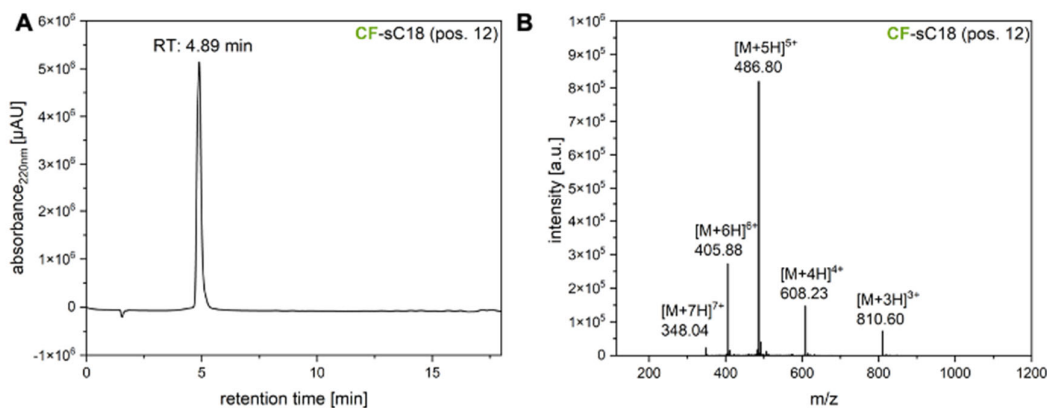 A
CF-sC18 (pos. 12)
RT: 4.89 min
6×10⁶
5×10⁶
4×10⁶
3×10⁶
2×10⁶
1×10⁶
0
-1×10⁶
absorbance₂₂₀ₙₘ [µAU]
0
5
10
15
retention time [min]
B
CF-sC18 (pos. 12)
[M+5H]⁵⁺
486.80
[M+6H]⁶⁺
405.88
[M+4H]⁴⁺
608.23
[M+7H]⁷⁺
348.04
[M+3H]³⁺
810.60
1×10⁶
9×10⁵
8×10⁵
7×10⁵
6×10⁵
5×10⁵
4×10⁵
3×10⁵
2×10⁵
1×10⁵
0
intensity [a.u.]
200
400
600
800
1000
1200
m/z